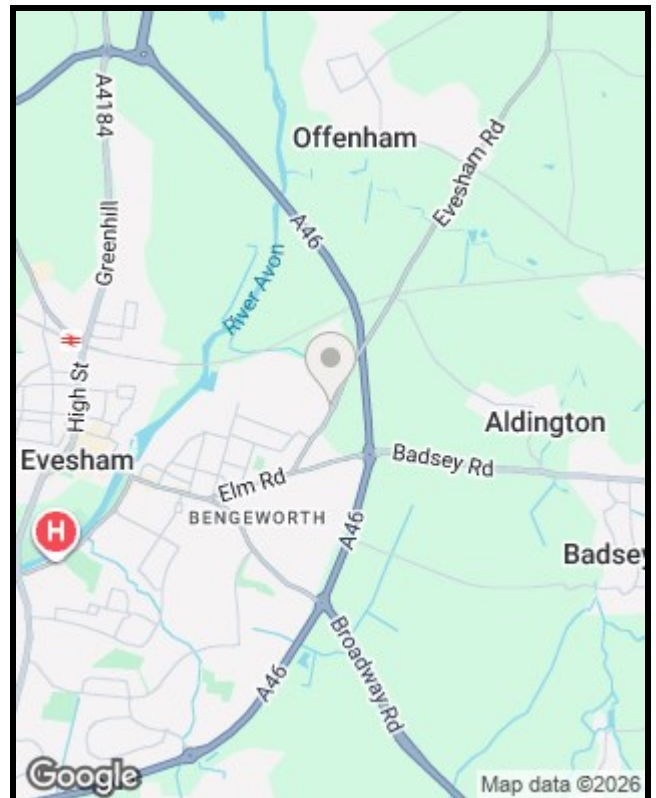 A4184
Offenham
Evesham Rd
Greenhill
A46
River Avon
High St
Aldington
Evesham
Badsey Rd
Elm Rd
BENGEWORTH
H
A46
Badsey
Broadway Rd
A46
Google
Map data ©2026